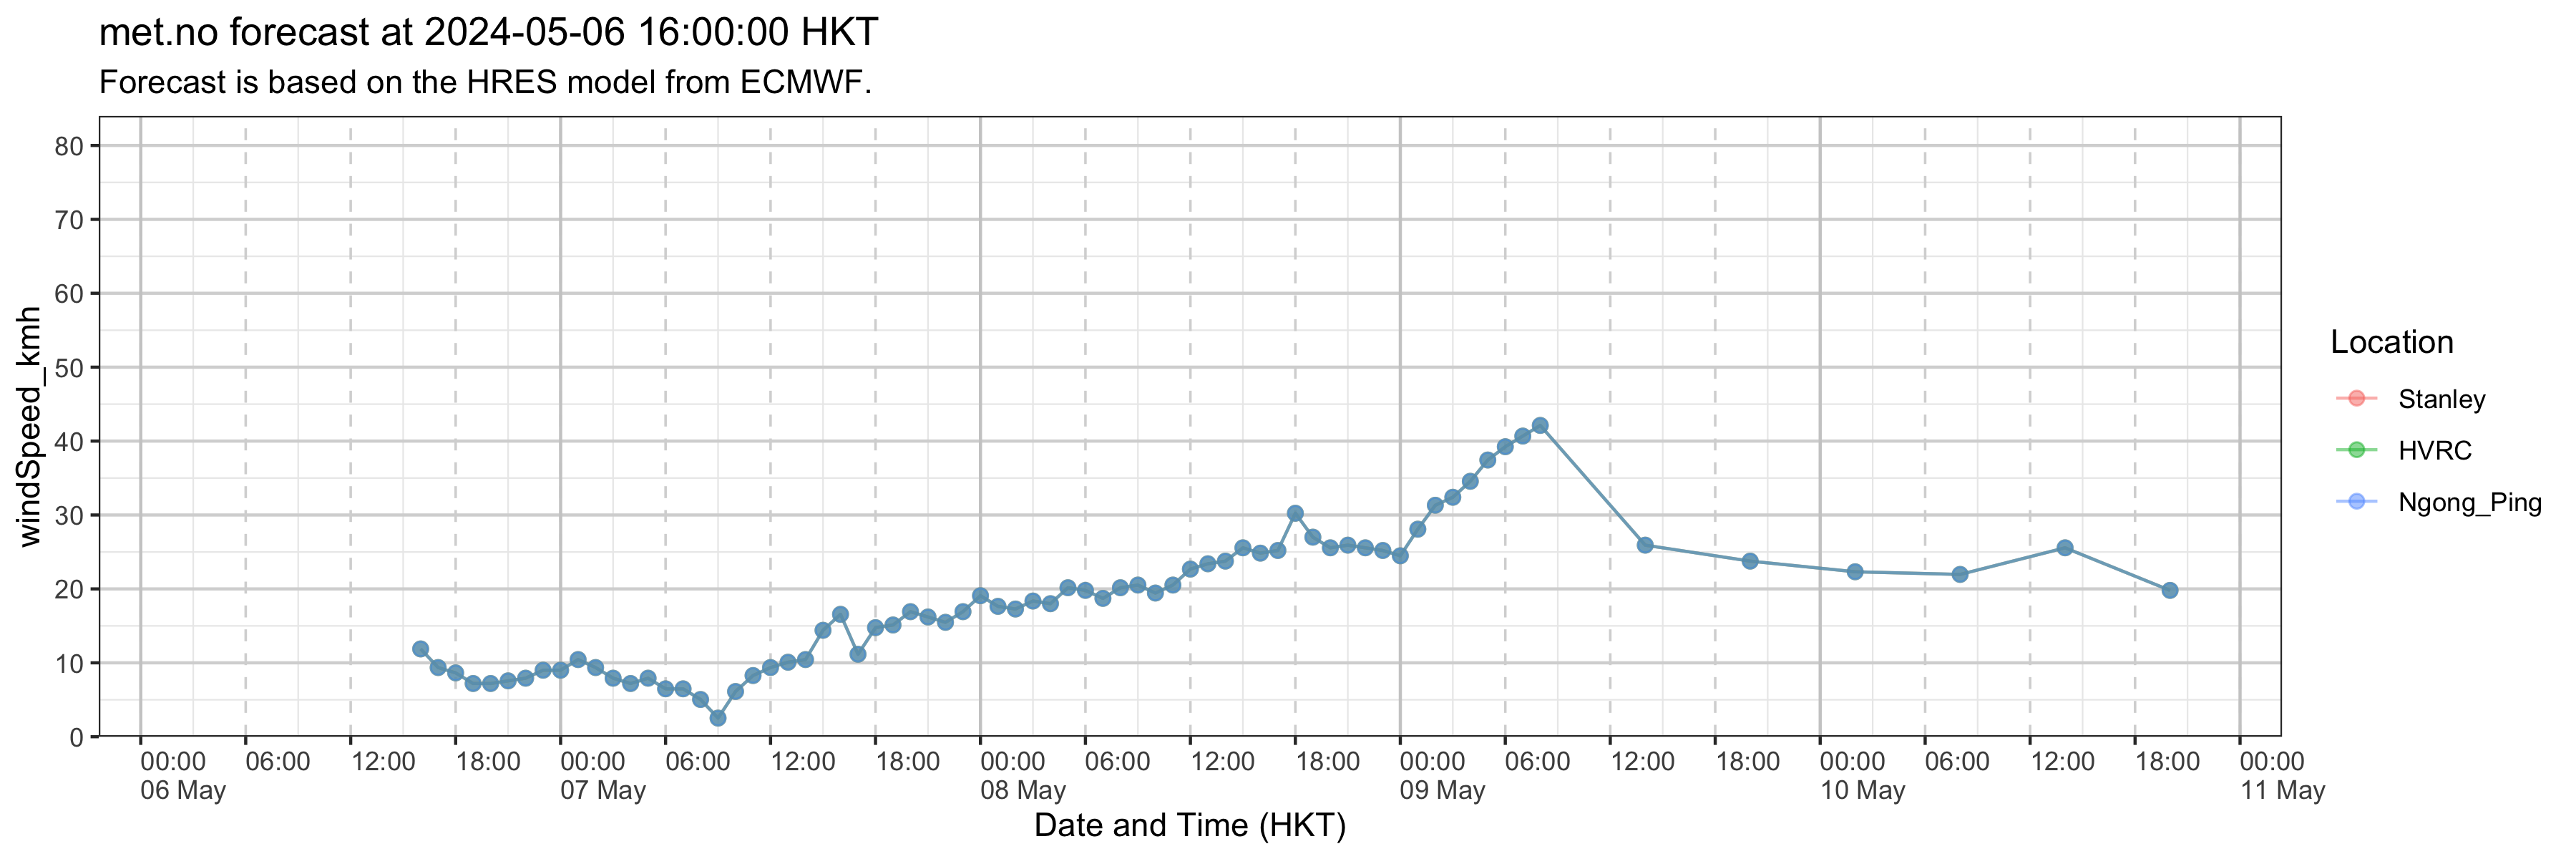 met.no forecast at 2024-05-06 16:00:00 HKT
Forecast is based on the HRES model from ECMWF.
windSpeed_kmh
80
70
60
50
40
30
20
10
0
00:00 06:00 12:00 18:00 00:00 06:00 12:00 18:00 00:00 06:00 12:00 18:00 00:00 06:00 12:00 18:00 00:00 06:00 12:00 18:00 00:00
06 May 07 May 08 May 09 May 10 May 11 May
Date and Time (HKT)
Location
Stanley
HVRC
Ngong_Ping